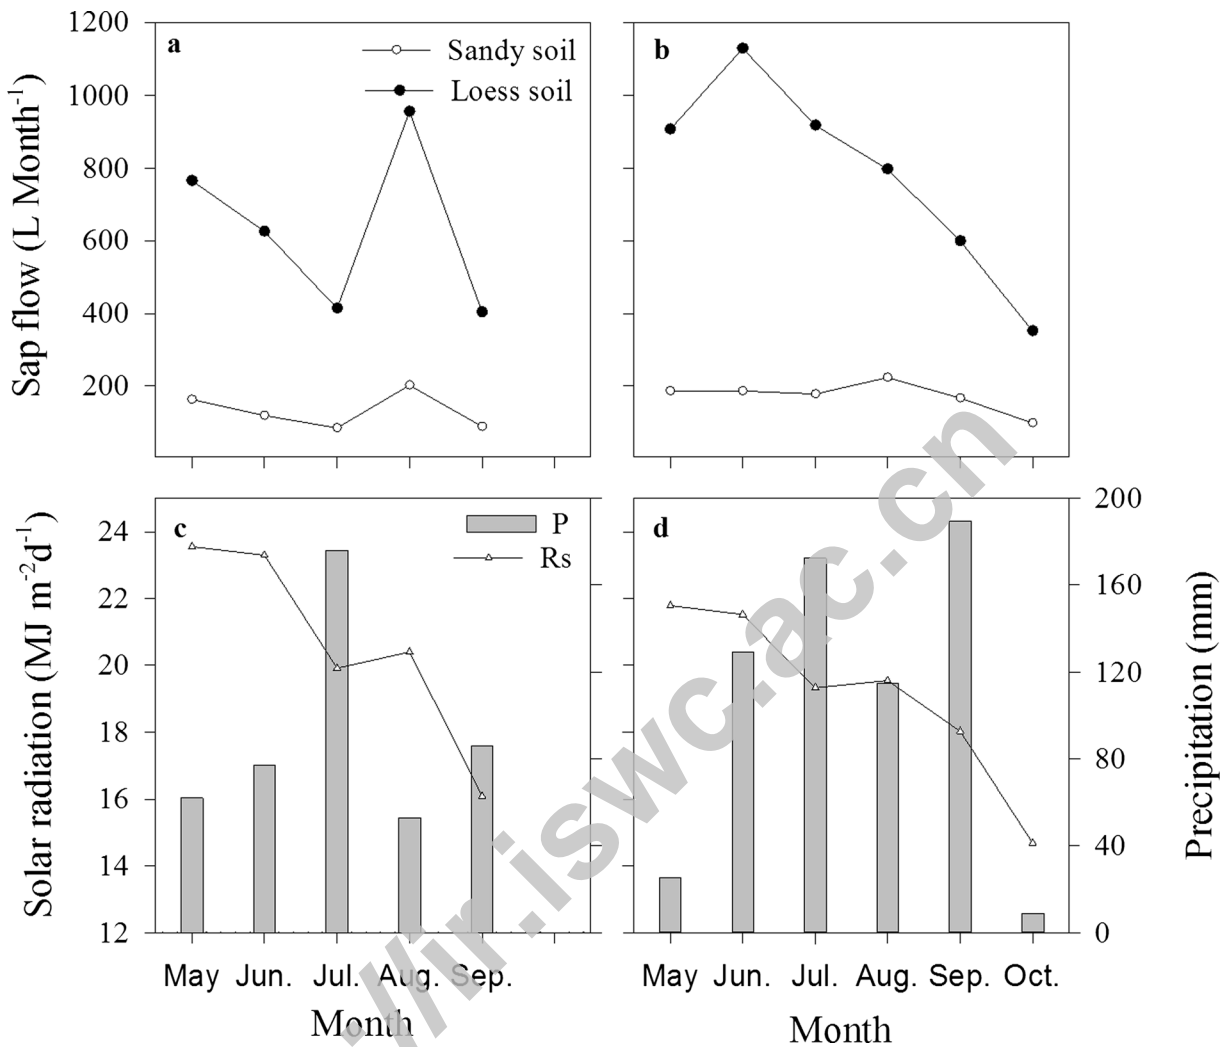 1200
1000
800
600
400
200
Sap flow (L Month⁻¹)
a
Sandy soil
Loess soil
b
24
22
20
18
16
14
12
Solar radiation (MJ m⁻²d⁻¹)
c
P
Rs
d
200
160
120
80
40
0
Precipitation (mm)
May Jun. Jul. Aug. Sep.
May Jun. Jul. Aug. Sep. Oct.
Month
Month
//ir.iswc.ac.cn